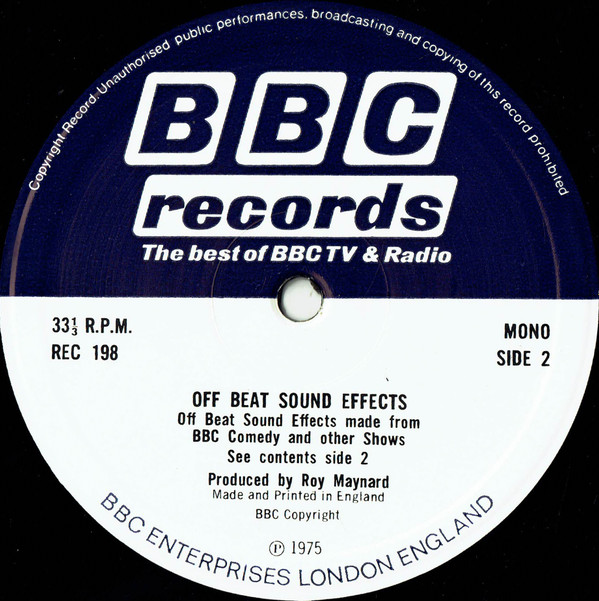 Copyright Record. Unauthorised public performances, broadcasting and copying of this record prohibited
BBC
records
The best of BBC TV & Radio
33⅓ R.P.M.
REC 198
MONO
SIDE 2
OFF BEAT SOUND EFFECTS
Off Beat Sound Effects made from
BBC Comedy and other Shows
See contents side 2
Produced by Roy Maynard
Made and Printed in England
BBC Copyright
℗ 1975
BBC ENTERPRISES LONDON ENGLAND